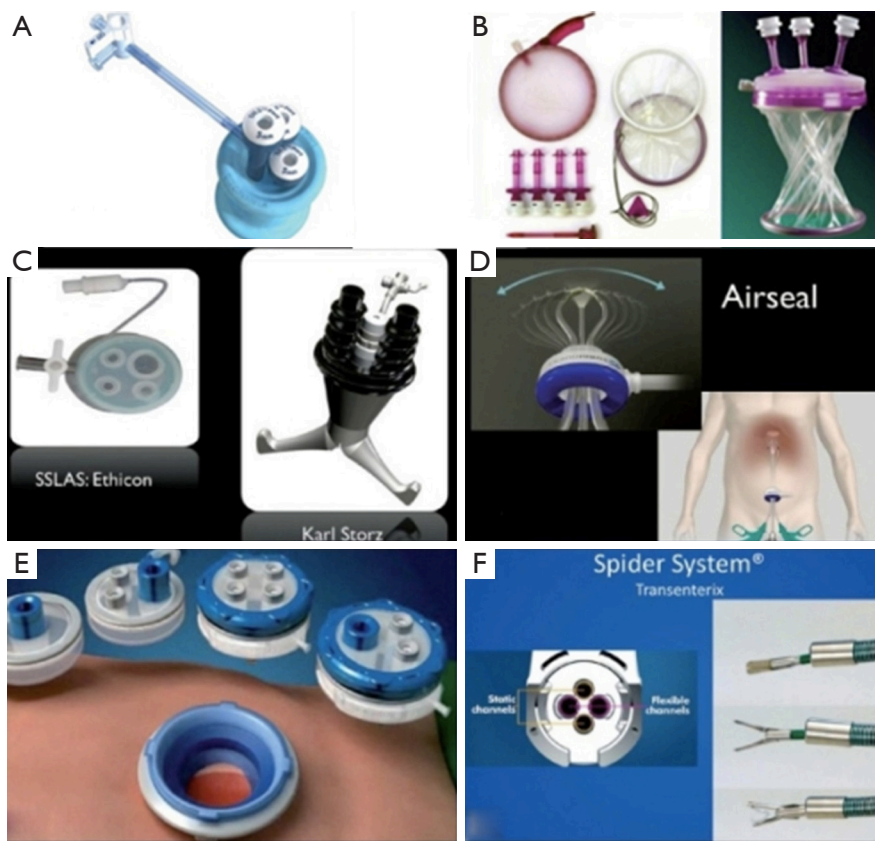 A
B
C
SSLAS: Ethicon
Karl Storz
D
Airseal
E
F
Spider System®
Transenterix
Static
channels
Flexible
channels